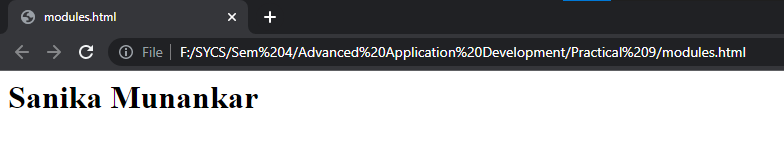 modules.html
File F:/SYCS/Sem%204/Advanced%20Application%20Development/Practical%209/modules.html
Sanika Munankar